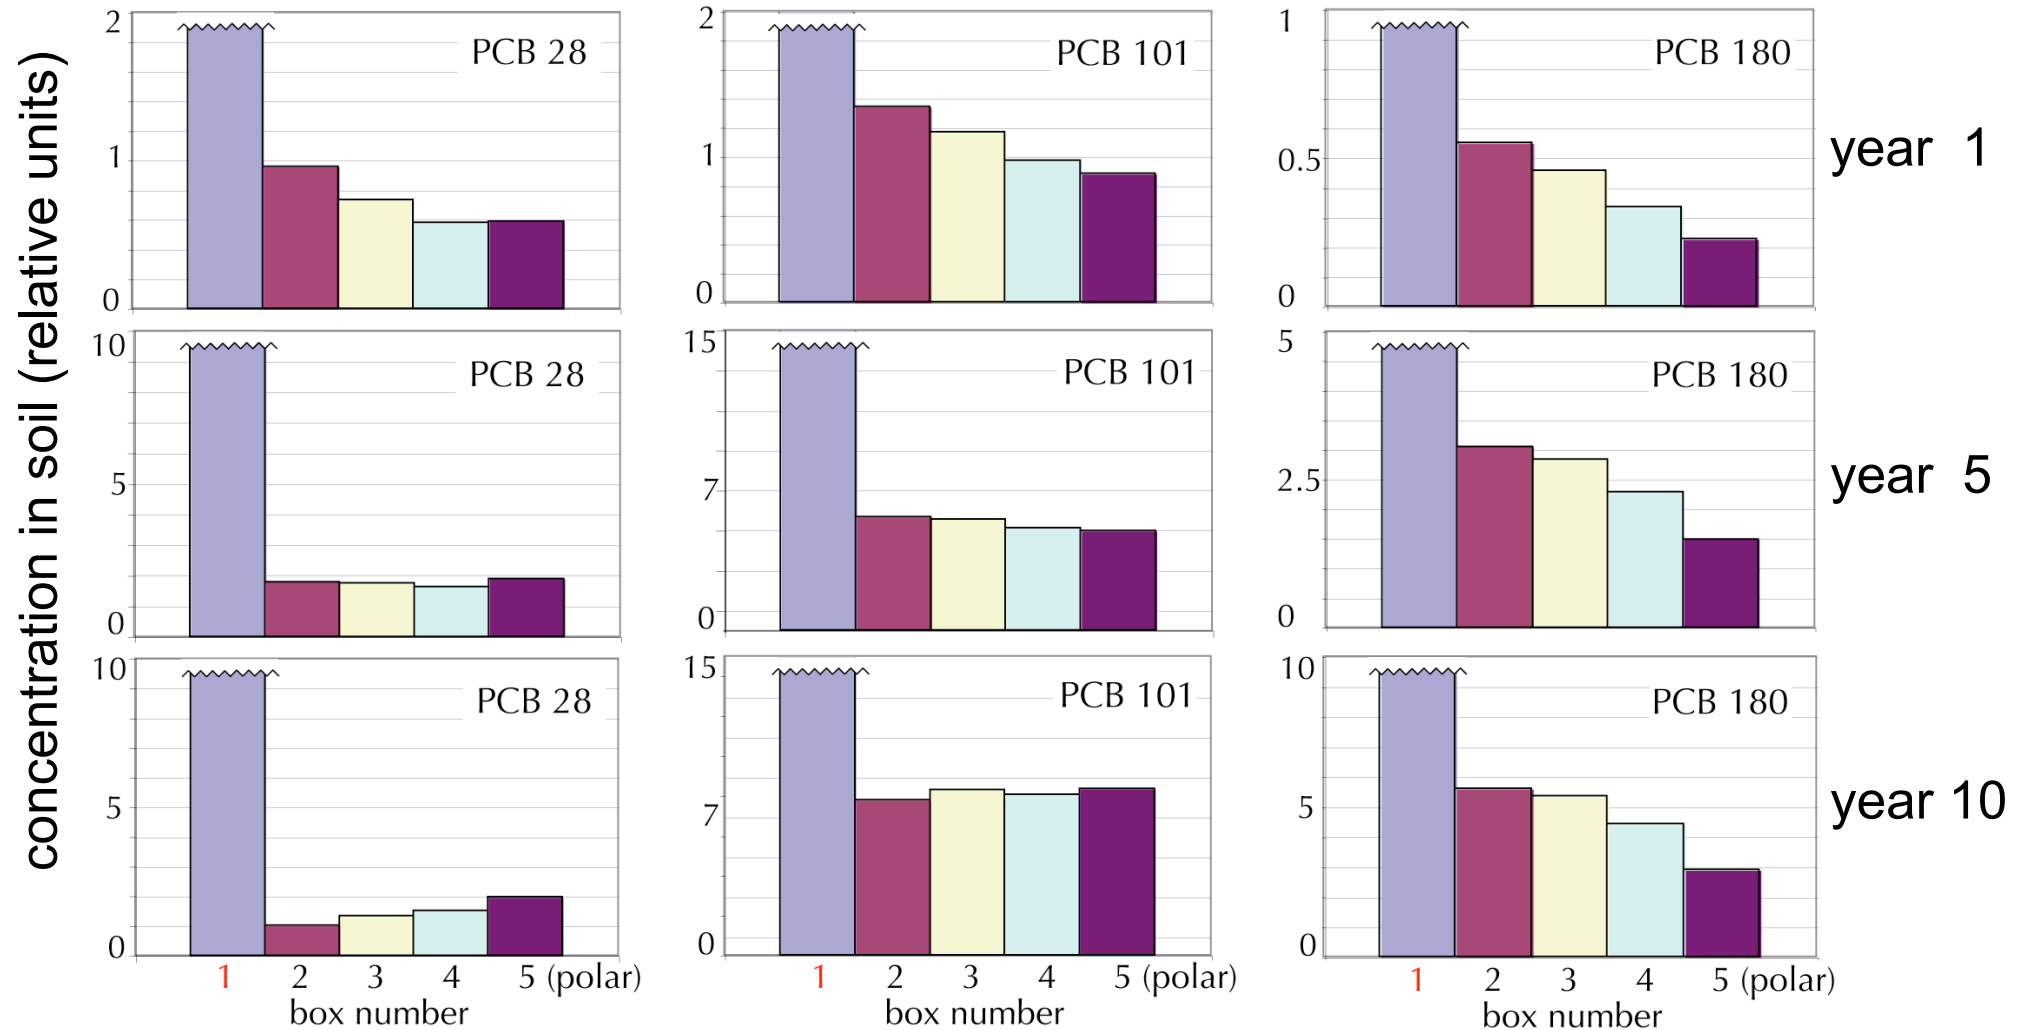 concentration in soil (relative units)
2
1
0
PCB 28
2
1
0
PCB 101
1
0.5
0
PCB 180
year 1
10
5
0
PCB 28
15
7
0
PCB 101
5
2.5
0
PCB 180
year 5
10
5
0
PCB 28
15
7
0
PCB 101
10
5
0
PCB 180
year 10
1 2 3 4 5 (polar)
box number
1 2 3 4 5 (polar)
box number
1 2 3 4 5 (polar)
box number